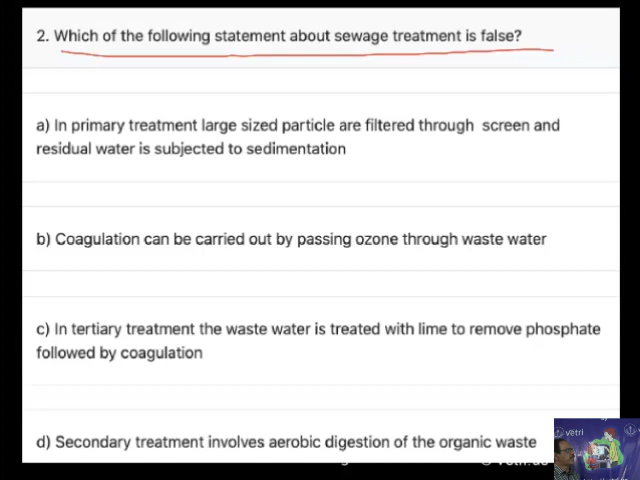 2. Which of the following statement about sewage treatment is false?
a) In primary treatment large sized particle are filtered through screen and
residual water is subjected to sedimentation
b) Coagulation can be carried out by passing ozone through waste water
c) In tertiary treatment the waste water is treated with lime to remove phosphate
followed by coagulation
d) Secondary treatment involves aerobic digestion of the organic waste
vetri